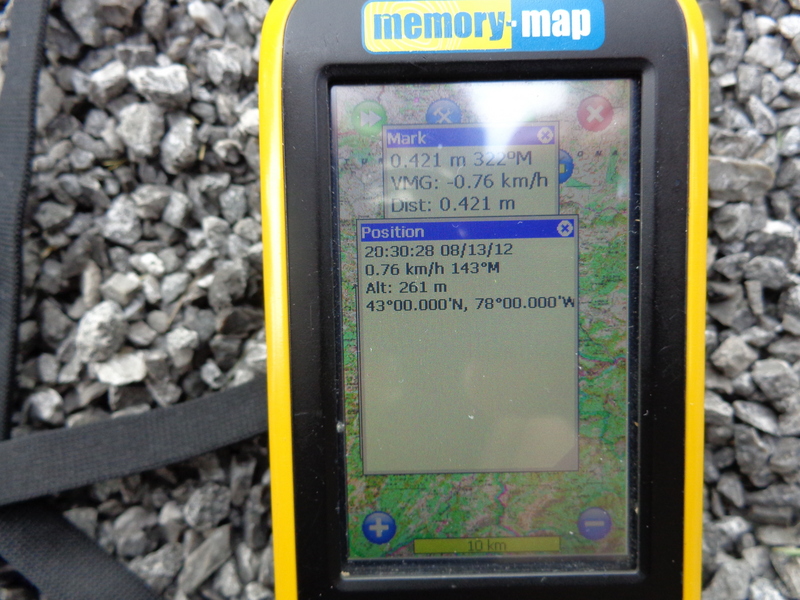 memory-map
Mark
0.421 m 322°M
VMG: -0.76 km/h
Dist: 0.421 m
Position
20:30:28 08/13/12
0.76 km/h 143°M
Alt: 261 m
43°00.000'N, 78°00.000'W
10 km